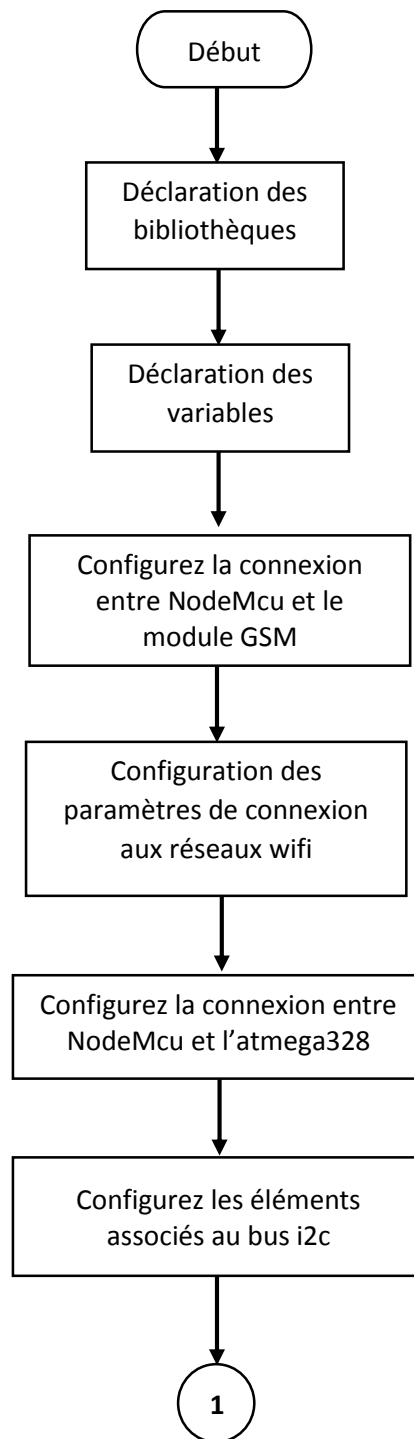 Début
Déclaration des
bibliothèques
Déclaration des
variables
Configurez la connexion
entre NodeMcu et le
module GSM
Configuration des
paramètres de connexion
aux réseaux wifi
Configurez la connexion entre
NodeMcu et l’atmega328
Configurez les éléments
associés au bus i2c
1